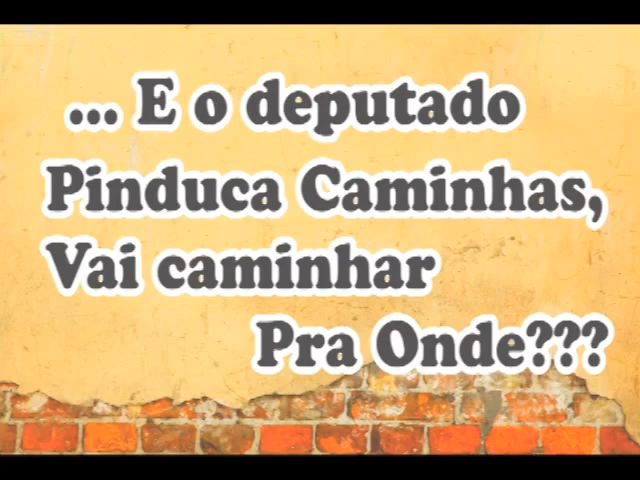 ... E o deputado
Pinduca Caminhas,
Vai caminhar
Pra Onde???